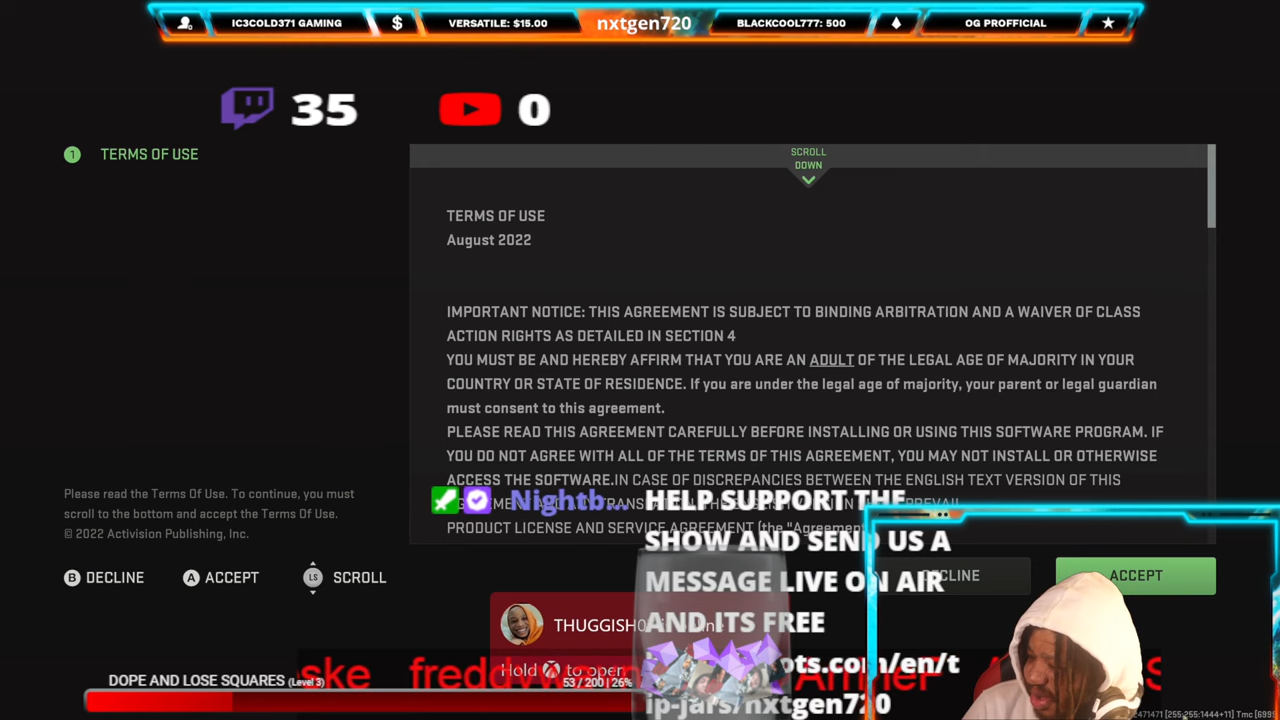 IC3COLD371 GAMING
$
VERSATILE: $15.00
nxtgen720
BLACKCOOL777: 500
OG PROFFICIAL
35
0
1 TERMS OF USE
SCROLL
DOWN
TERMS OF USE
August 2022
IMPORTANT NOTICE: THIS AGREEMENT IS SUBJECT TO BINDING ARBITRATION AND A WAIVER OF CLASS
ACTION RIGHTS AS DETAILED IN SECTION 4
YOU MUST BE AND HEREBY AFFIRM THAT YOU ARE AN ADULT OF THE LEGAL AGE OF MAJORITY IN YOUR
COUNTRY OR STATE OF RESIDENCE. If you are under the legal age of majority, your parent or legal guardian
must consent to this agreement.
PLEASE READ THIS AGREEMENT CAREFULLY BEFORE INSTALLING OR USING THIS SOFTWARE PROGRAM. IF
YOU DO NOT AGREE WITH ALL OF THE TERMS OF THIS AGREEMENT, YOU MAY NOT INSTALL OR OTHERWISE
ACCESS THE SOFTWARE.IN CASE OF DISCREPANCIES BETWEEN THE ENGLISH TEXT VERSION OF THIS
PRODUCT LICENSE AND SERVICE AGREEMENT (the "Agreement
Please read the Terms Of Use. To continue, you must
scroll to the bottom and accept the Terms Of Use.
© 2022 Activision Publishing, Inc.
B DECLINE
A ACCEPT
LS SCROLL
DECLINE
ACCEPT
Nightb...
HELP SUPPORT THE
SHOW AND SEND US A
MESSAGE LIVE ON AIR
AND ITS FREE
ots.com/en/t
ip-jars/nxtgen720
Hold X to open
DOPE AND LOSE SQUARES (Level 3)
53 / 200 | 26%